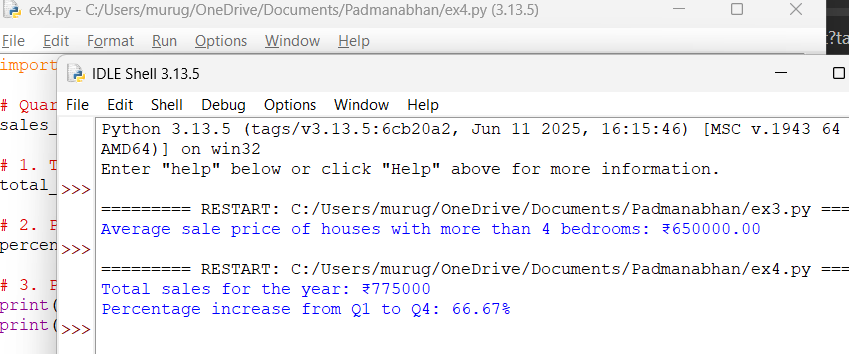 ex4.py - C:/Users/murug/OneDrive/Documents/Padmanabhan/ex4.py (3.13.5)
File Edit Format Run Options Window Help
import
# Quar
sales_
# 1. T
total_
# 2. P
percen
# 3. P
print(
print(
IDLE Shell 3.13.5
File Edit Shell Debug Options Window Help
Python 3.13.5 (tags/v3.13.5:6cb20a2, Jun 11 2025, 16:15:46) [MSC v.1943 64
AMD64)] on win32
Enter "help" below or click "Help" above for more information.
>>>
========= RESTART: C:/Users/murug/OneDrive/Documents/Padmanabhan/ex3.py ===
Average sale price of houses with more than 4 bedrooms: ₹650000.00
>>>
========= RESTART: C:/Users/murug/OneDrive/Documents/Padmanabhan/ex4.py ===
Total sales for the year: ₹775000
Percentage increase from Q1 to Q4: 66.67%
>>>